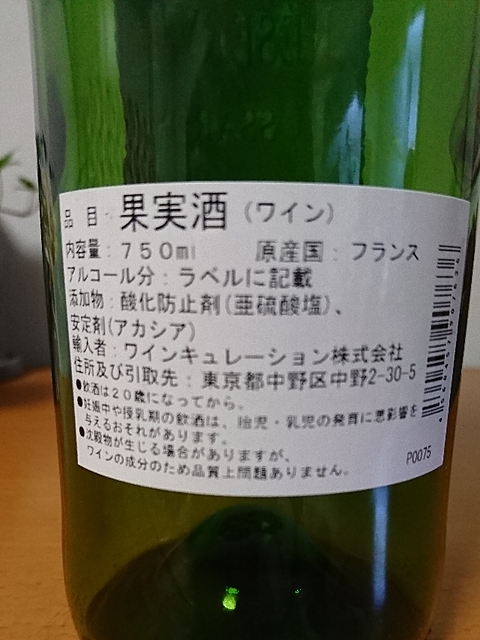 品 目・果実酒(ワイン)
内容量：750ml 原産国：フランス
アルコール分：ラベルに記載
添加物：酸化防止剤(亜硫酸塩)、
安定剤(アカシア)
輸入者：ワインキュレーション株式会社
住所及び引取先：東京都中野区中野2-30-5
●飲酒は20歳になってから。
●妊娠中や授乳期の飲酒は、胎児・乳児の発育に悪影響を
与えるおそれがあります。
●沈殿物が生じる場合がありますが、
ワインの成分のため品質上問題ありません。
P0075